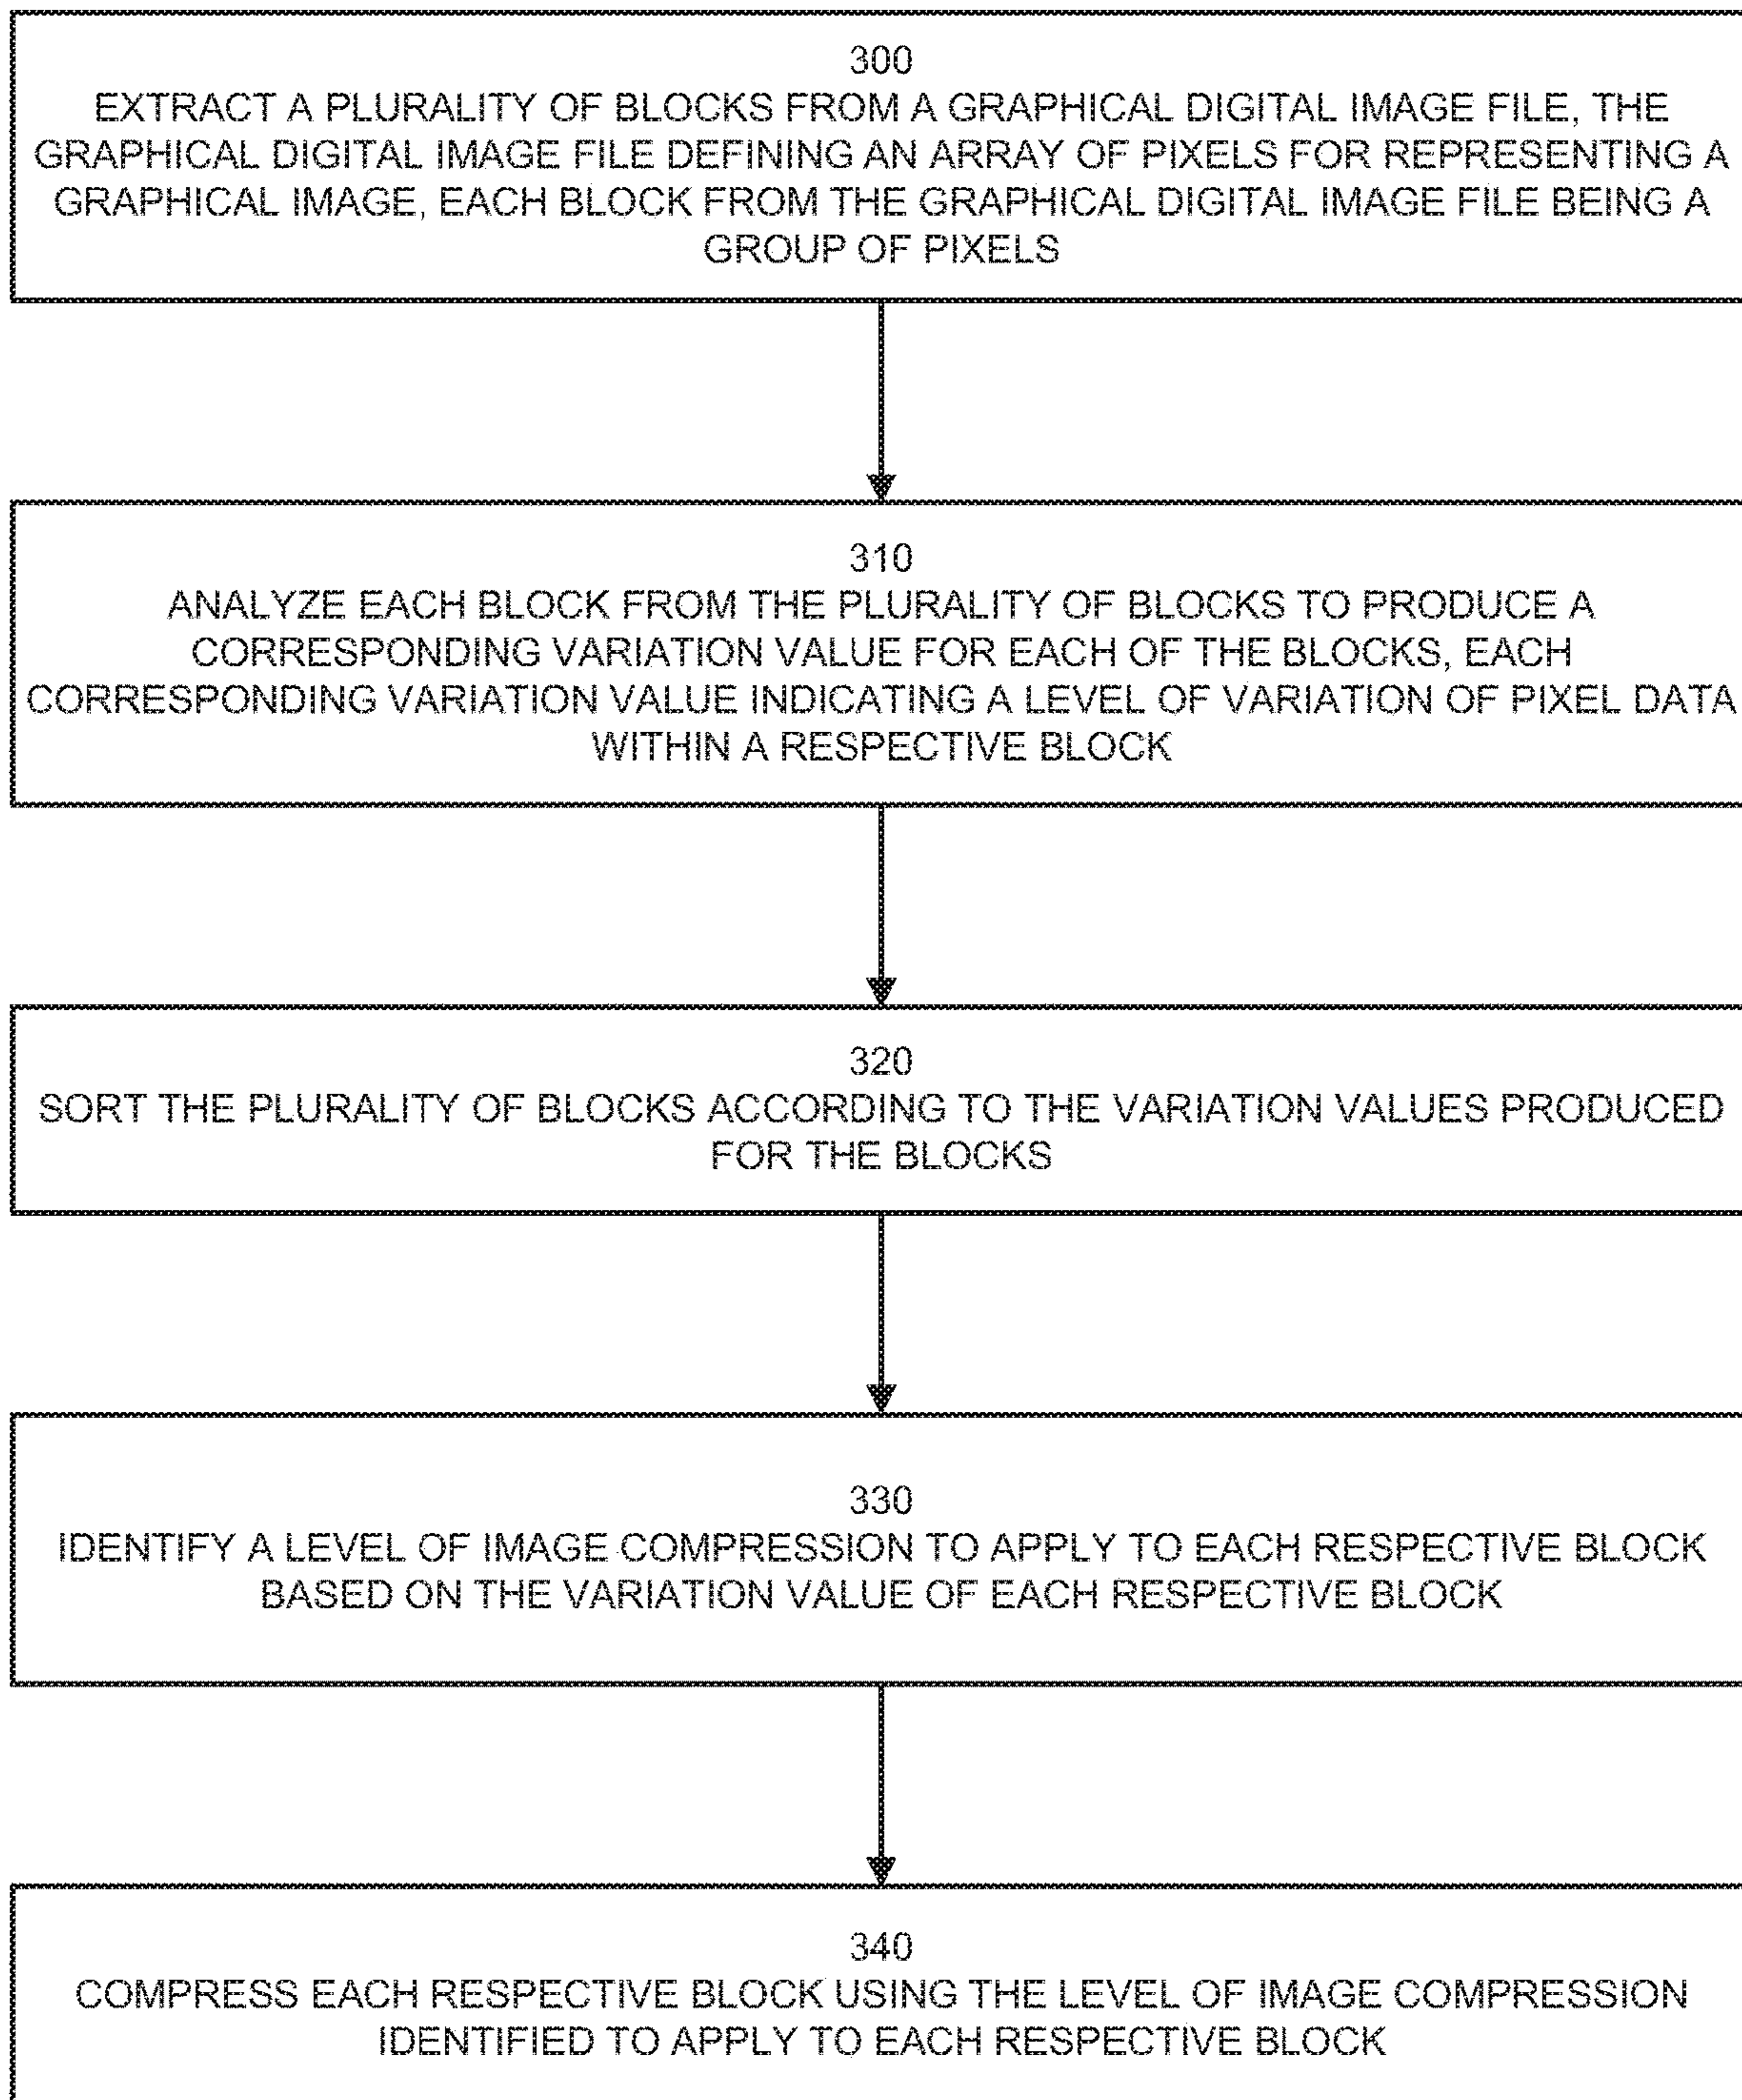 300
EXTRACT A PLURALITY OF BLOCKS FROM A GRAPHICAL DIGITAL IMAGE FILE, THE
GRAPHICAL DIGITAL IMAGE FILE DEFINING AN ARRAY OF PIXELS FOR REPRESENTING A
GRAPHICAL IMAGE, EACH BLOCK FROM THE GRAPHICAL DIGITAL IMAGE FILE BEING A
GROUP OF PIXELS
310
ANALYZE EACH BLOCK FROM THE PLURALITY OF BLOCKS TO PRODUCE A
CORRESPONDING VARIATION VALUE FOR EACH OF THE BLOCKS, EACH
CORRESPONDING VARIATION VALUE INDICATING A LEVEL OF VARIATION OF PIXEL DATA
WITHIN A RESPECTIVE BLOCK
320
SORT THE PLURALITY OF BLOCKS ACCORDING TO THE VARIATION VALUES PRODUCED
FOR THE BLOCKS
330
IDENTIFY A LEVEL OF IMAGE COMPRESSION TO APPLY TO EACH RESPECTIVE BLOCK
BASED ON THE VARIATION VALUE OF EACH RESPECTIVE BLOCK
340
COMPRESS EACH RESPECTIVE BLOCK USING THE LEVEL OF IMAGE COMPRESSION
IDENTIFIED TO APPLY TO EACH RESPECTIVE BLOCK